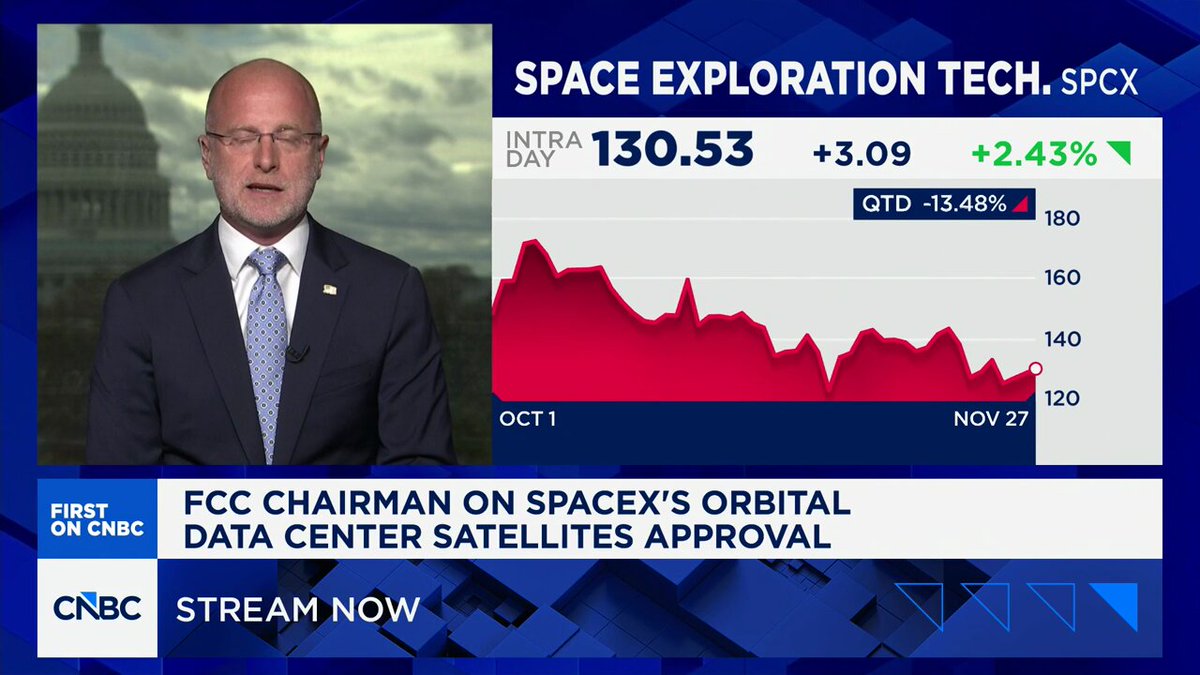 SPACE EXPLORATION TECH. SPCX
INTRA
DAY
130.53 +3.09 +2.43%
QTD -13.48%
180
160
140
120
OCT 1 NOV 27
FIRST
ON CNBC
FCC CHAIRMAN ON SPACEX'S ORBITAL
DATA CENTER SATELLITES APPROVAL
CNBC
STREAM NOW